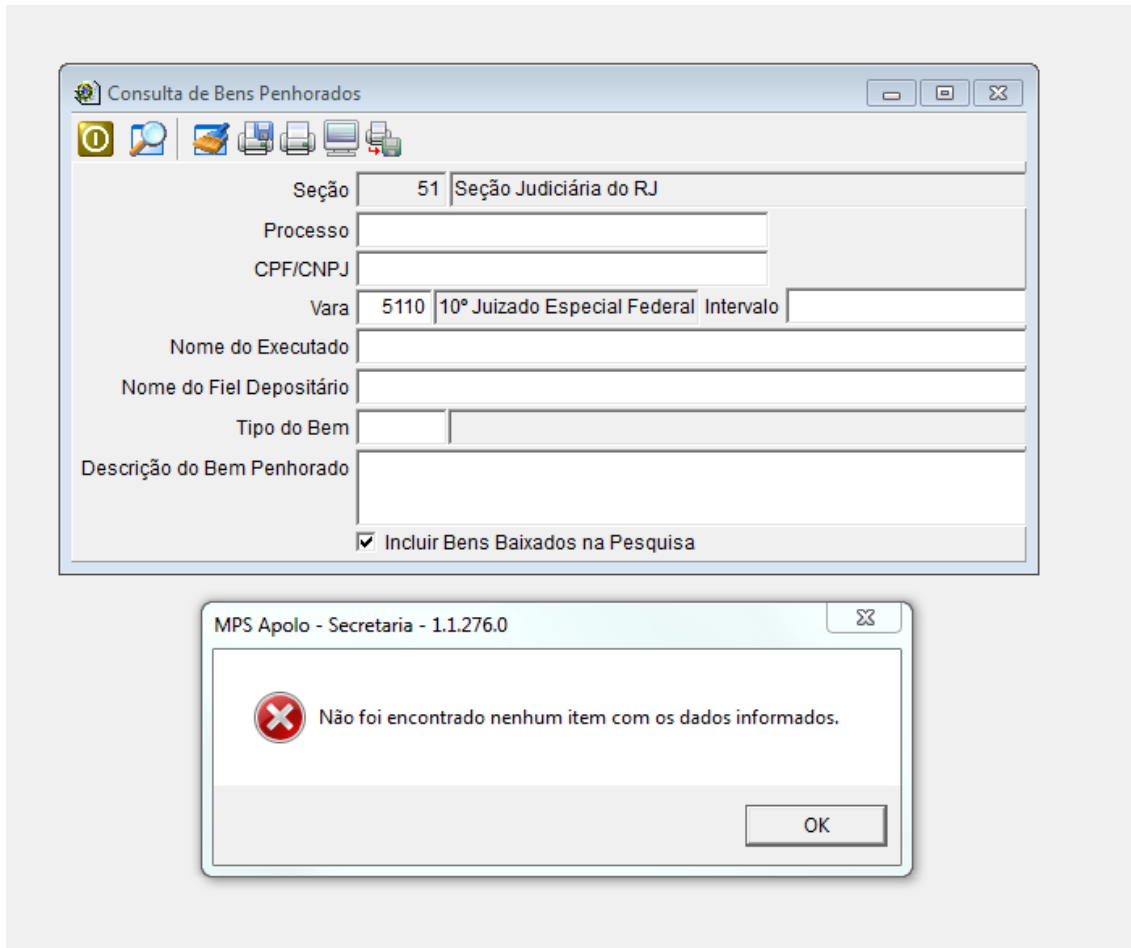 Consulta de Bens Penhorados
Seção 51 Seção Judiciária do RJ
Processo
CPF/CNPJ
Vara 5110 10º Juizado Especial Federal Intervalo
Nome do Executado
Nome do Fiel Depositário
Tipo do Bem
Descrição do Bem Penhorado
Incluir Bens Baixados na Pesquisa
MPS Apolo - Secretaria - 1.1.276.0
Não foi encontrado nenhum item com os dados informados.
OK